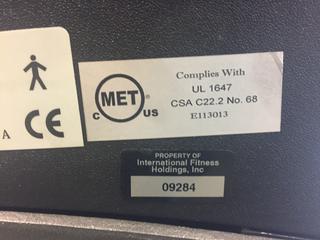 A CE
MET®
C US
Complies With
UL 1647
CSA C22.2 No. 68
E113013
PROPERTY OF
International Fitness
Holdings, Inc
09284